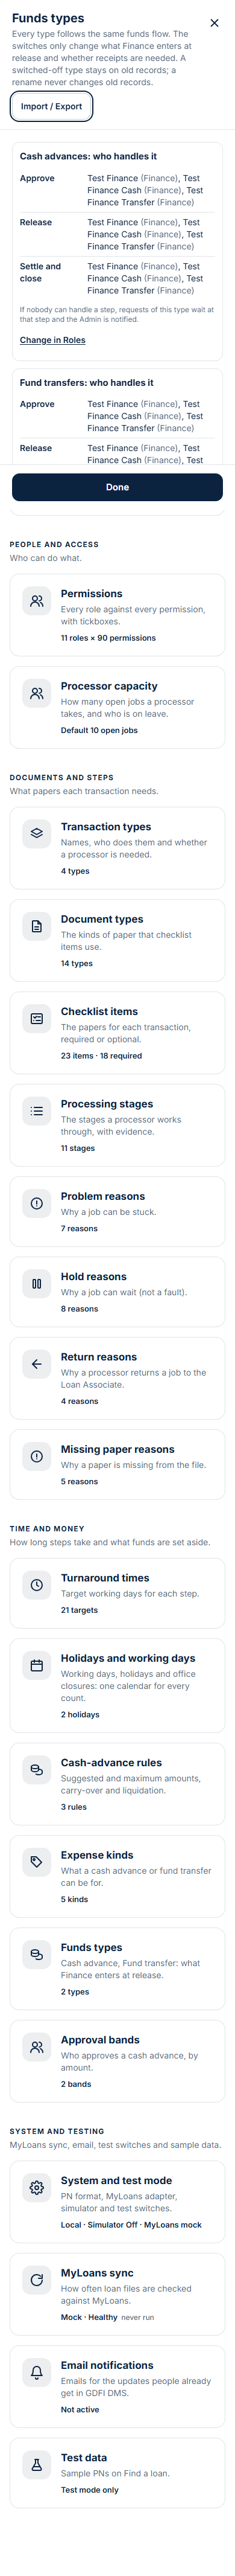 Funds types
Every type follows the same funds flow. The
switches only change what Finance enters at
release and whether receipts are needed. A
switched-off type stays on old records; a
rename never changes old records.
Import / Export
Cash advances: who handles it
Approve
Test Finance (Finance), Test
Finance Cash (Finance), Test
Finance Transfer (Finance)
Release
Test Finance (Finance), Test
Finance Cash (Finance), Test
Finance Transfer (Finance)
Settle and
close
Test Finance (Finance), Test
Finance Cash (Finance), Test
Finance Transfer (Finance)
If nobody can handle a step, requests of this type wait at
that step and the Admin is notified.
Change in Roles
Fund transfers: who handles it
Approve
Test Finance (Finance), Test
Finance Cash (Finance), Test
Finance Transfer (Finance)
Release
Test Finance (Finance), Test
Finance Cash (Finance), Test
Done
PEOPLE AND ACCESS
Who can do what.
Permissions
Every role against every permission,
with tickboxes.
11 roles × 90 permissions
Processor capacity
How many open jobs a processor
takes, and who is on leave.
Default 10 open jobs
DOCUMENTS AND STEPS
What papers each transaction needs.
Transaction types
Names, who does them and whether
a processor is needed.
4 types
Document types
The kinds of paper that checklist
items use.
14 types
Checklist items
The papers for each transaction,
required or optional.
23 items · 18 required
Processing stages
The stages a processor works
through, with evidence.
11 stages
Problem reasons
Why a job can be stuck.
7 reasons
Hold reasons
Why a job can wait (not a fault).
8 reasons
Return reasons
Why a processor returns a job to the
Loan Associate.
4 reasons
Missing paper reasons
Why a paper is missing from the file.
5 reasons
TIME AND MONEY
How long steps take and what funds are set aside.
Turnaround times
Target working days for each step.
21 targets
Holidays and working days
Working days, holidays and office
closures: one calendar for every
count.
2 holidays
Cash-advance rules
Suggested and maximum amounts,
carry-over and liquidation.
3 rules
Expense kinds
What a cash advance or fund transfer
can be for.
5 kinds
Funds types
Cash advance, Fund transfer: what
Finance enters at release.
2 types
Approval bands
Who approves a cash advance, by
amount.
2 bands
SYSTEM AND TESTING
MyLoans sync, email, test switches and sample data.
System and test mode
PN format, MyLoans adapter,
simulator and test switches.
Local · Simulator Off · MyLoans mock
MyLoans sync
How often loan files are checked
against MyLoans.
Mock · Healthy never run
Email notifications
Emails for the updates people already
get in GDFI DMS.
Not active
Test data
Sample PNs on Find a loan.
Test mode only